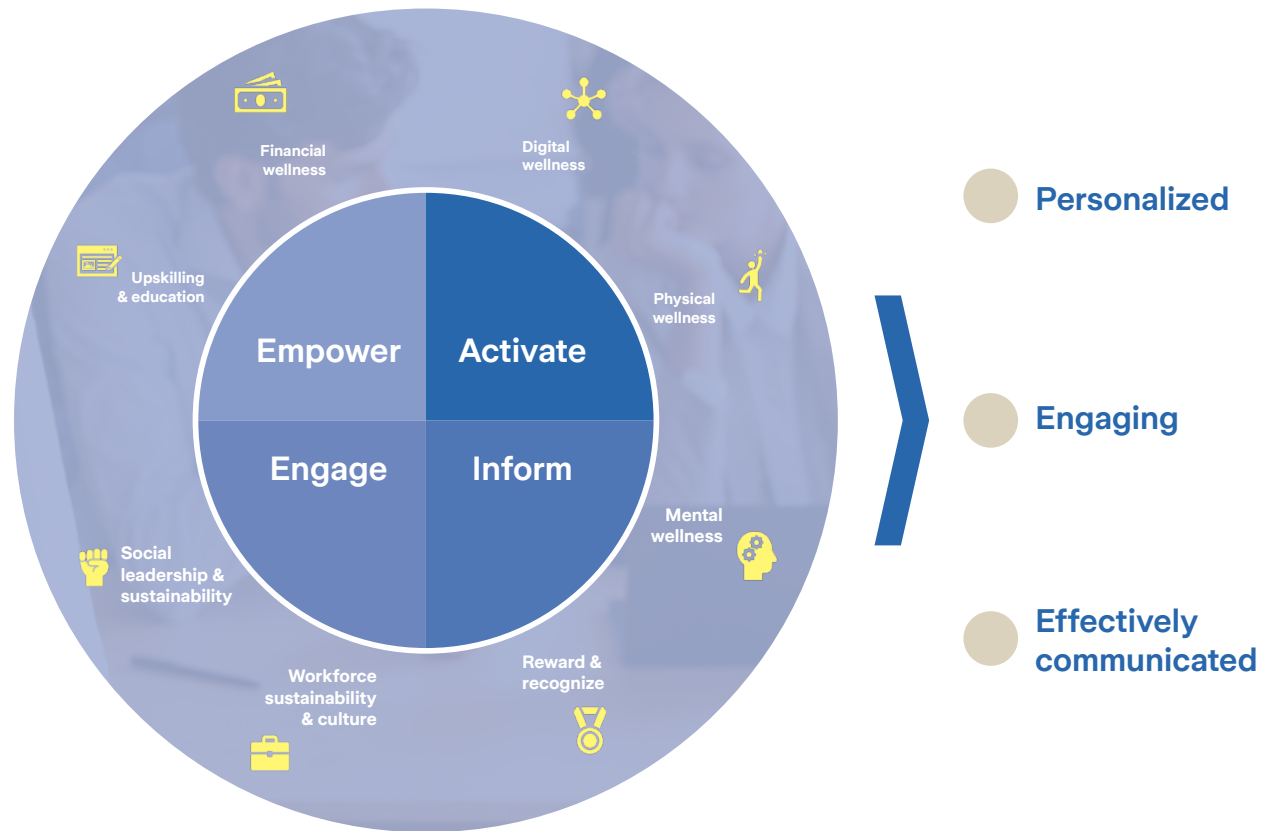 Financial
wellness
Digital
wellness
Upskilling
& education
Physical
wellness
Empower
Activate
Engage
Inform
Mental
wellness
Social
leadership &
sustainability
Workforce
sustainability
& culture
Reward &
recognize
Personalized
Engaging
Effectively
communicated